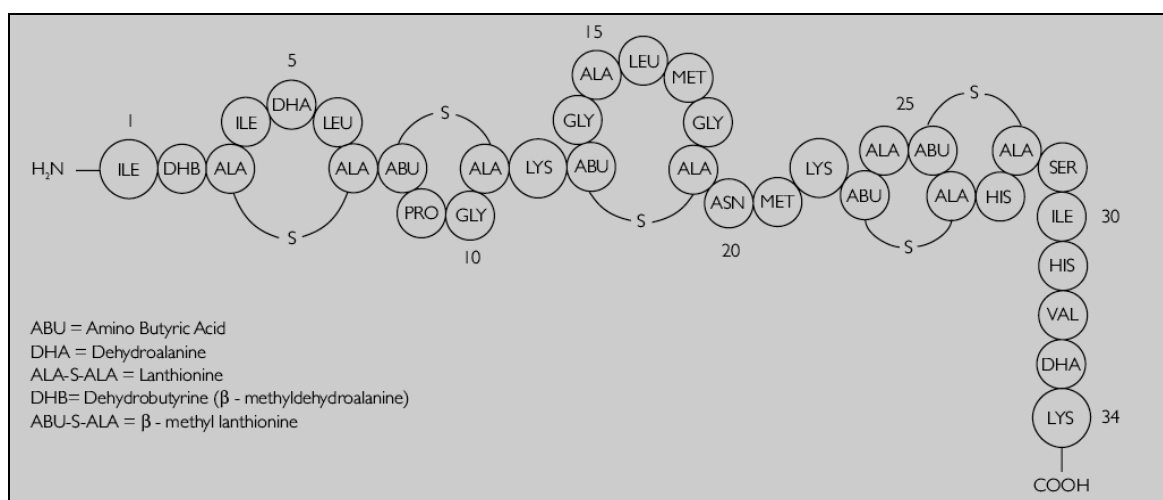 H₂N
1
ILE
DHB
ALA
ILE
5
DHA
LEU
ALA
S
ABU
PRO
GLY
10
S
ALA
LYS
ABU
GLY
15
ALA
LEU
MET
GLY
ALA
S
ASN
20
MET
LYS
ABU
ALA
25
ABU
S
ALA
S
HIS
ALA
SER
ILE
30
HIS
VAL
DHA
LYS
34
COOH
ABU = Amino Butyric Acid
DHA = Dehydroalanine
ALA-S-ALA = Lanthionine
DHB= Dehydrobutyrine (β - methyldehydroalanine)
ABU-S-ALA = β - methyl lanthionine